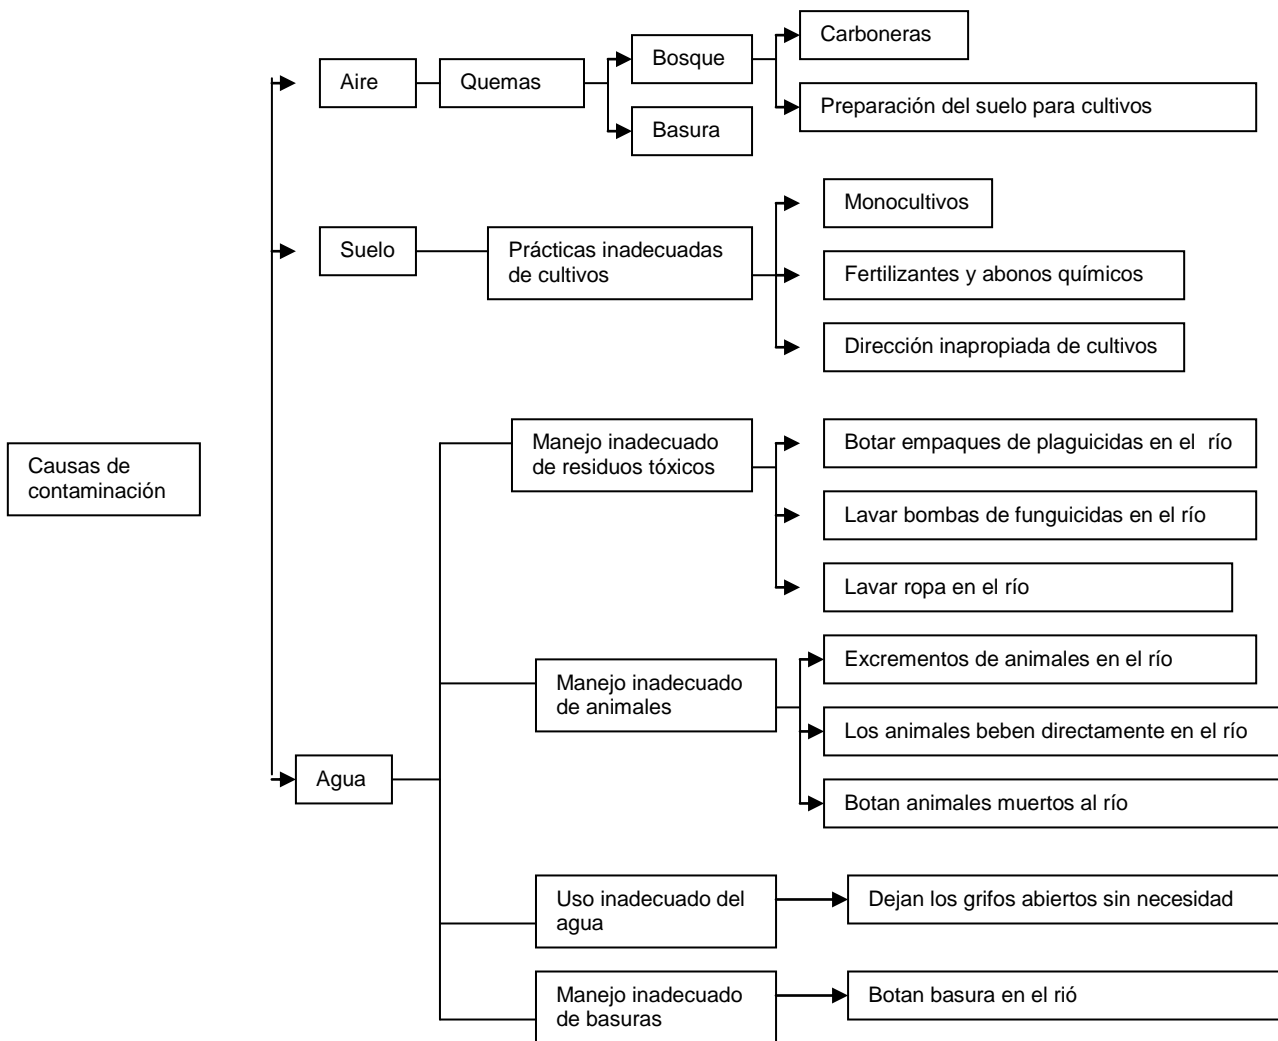 Carboneras
Bosque
Aire
Quemas
Preparación del suelo para cultivos
Basura
Monocultivos
Suelo
Prácticas inadecuadas
de cultivos
Fertilizantes y abonos químicos
Dirección inapropiada de cultivos
Causas de
contaminación
Manejo inadecuado
de residuos tóxicos
Botar empaques de plaguicidas en el  río
Lavar bombas de funguicidas en el río
Lavar ropa en el río
Manejo inadecuado
de animales
Excrementos de animales en el río
Los animales beben directamente en el río
Botan animales muertos al río
Agua
Uso inadecuado del
agua
Dejan los grifos abiertos sin necesidad
Manejo inadecuado
de basuras
Botan basura en el rió